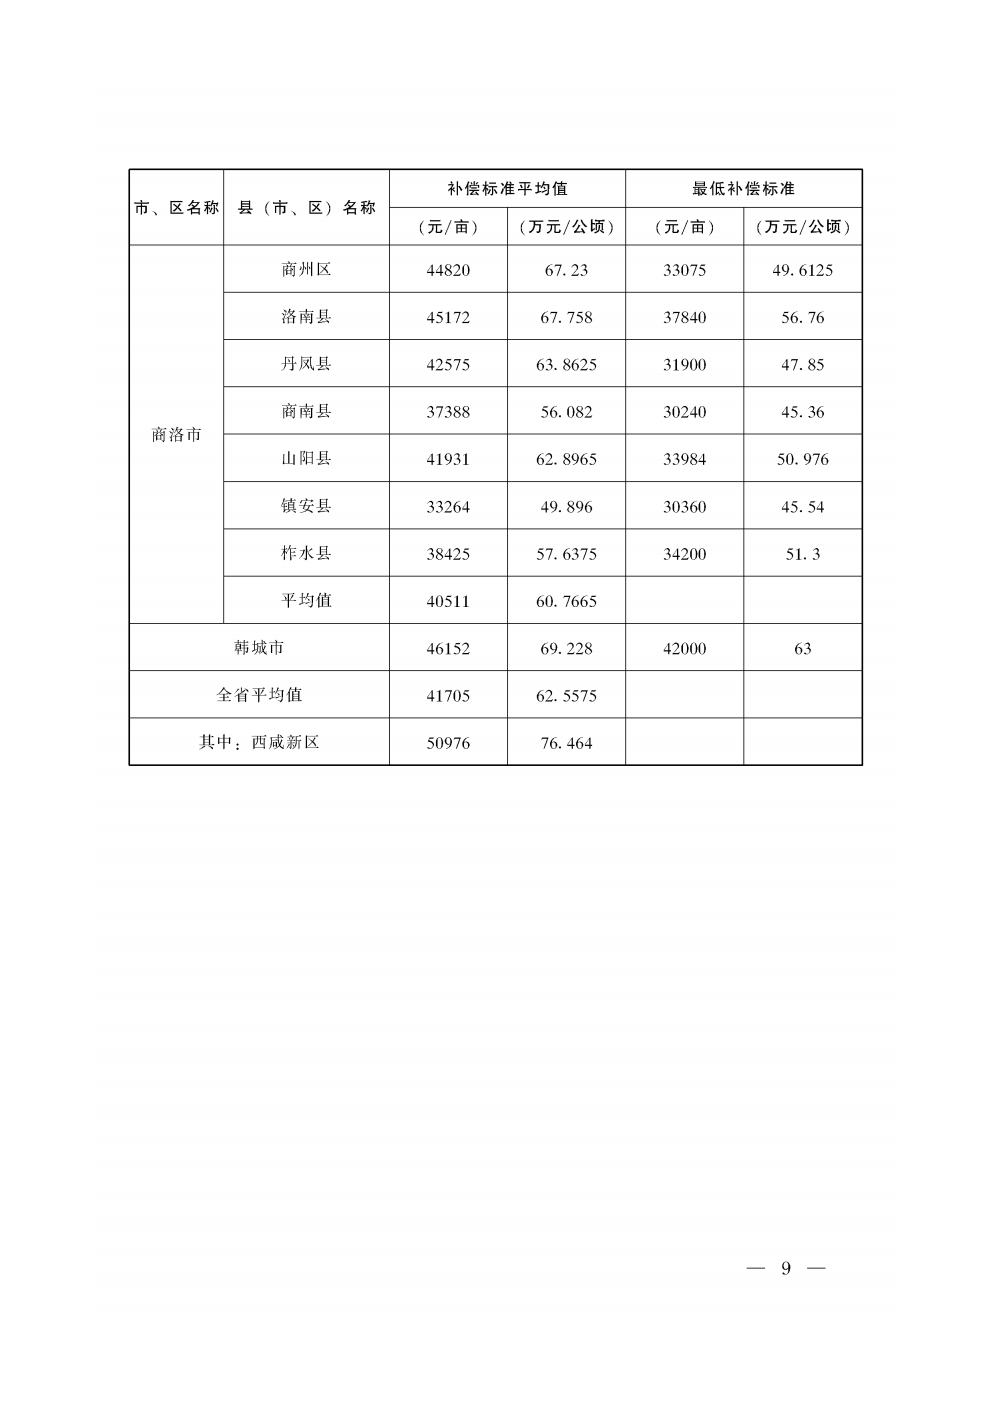 市、区名称 县（市、区）名称 补偿标准平均值 最低补偿标准
（元/亩） （万元/公顷） （元/亩） （万元/公顷）
商洛市 商州区 44820 67.23 33075 49.6125
洛南县 45172 67.758 37840 56.76
丹凤县 42575 63.8625 31900 47.85
商南县 37388 56.082 30240 45.36
山阳县 41931 62.8965 33984 50.976
镇安县 33264 49.896 30360 45.54
柞水县 38425 57.6375 34200 51.3
平均值 40511 60.7665
韩城市 46152 69.228 42000 63
全省平均值 41705 62.5575
其中：西咸新区 50976 76.464
— 9 —